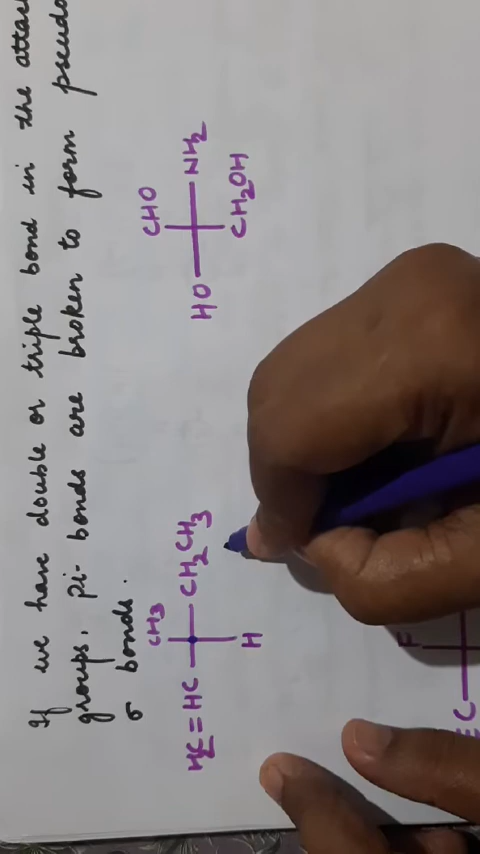 If we have double or triple bond in the attac
groups, pi- bonds are broken to form pseudo
σ bonds.
CH3
HC=HC CH2CH3
H
CHO
HO NH2
CH2OH
F
≡C